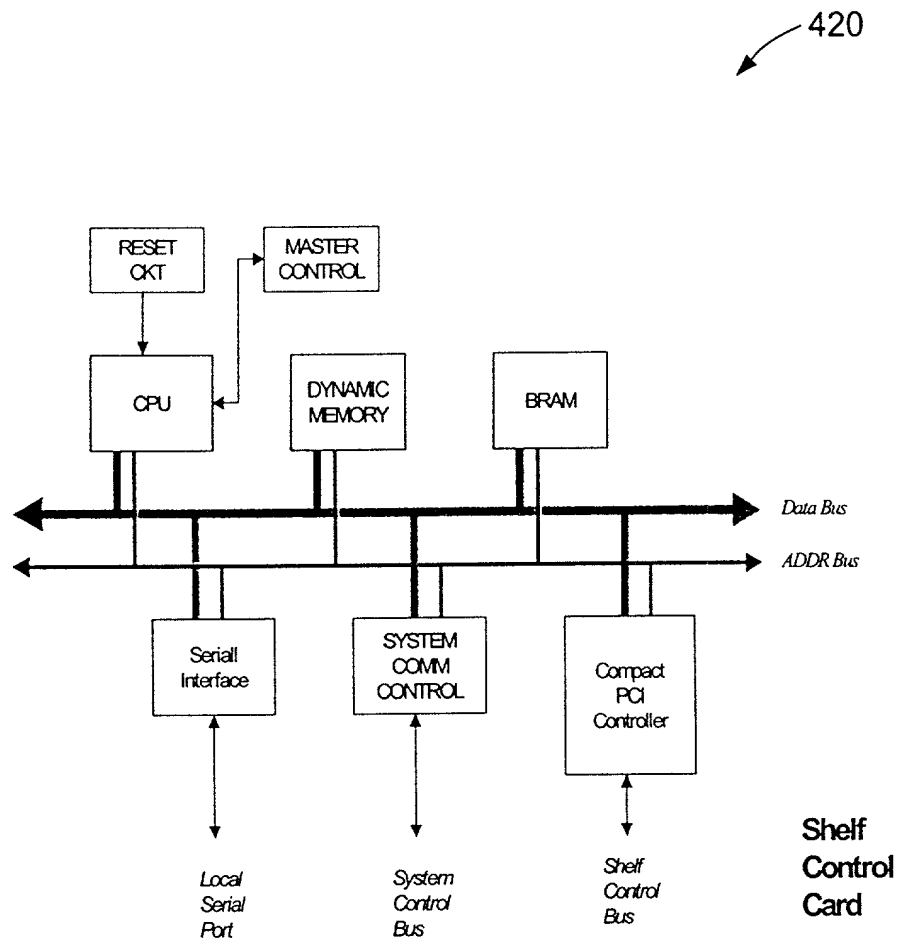 420
RESET
CKT
MASTER
CONTROL
CPU
DYNAMIC
MEMORY
BRAM
Data Bus
ADDR Bus
Seriall
Interface
SYSTEM
COMM
CONTROL
Compact
PCI
Controller
Local
Serial
Port
System
Control
Bus
Shelf
Control
Bus
Shelf
Control
Card